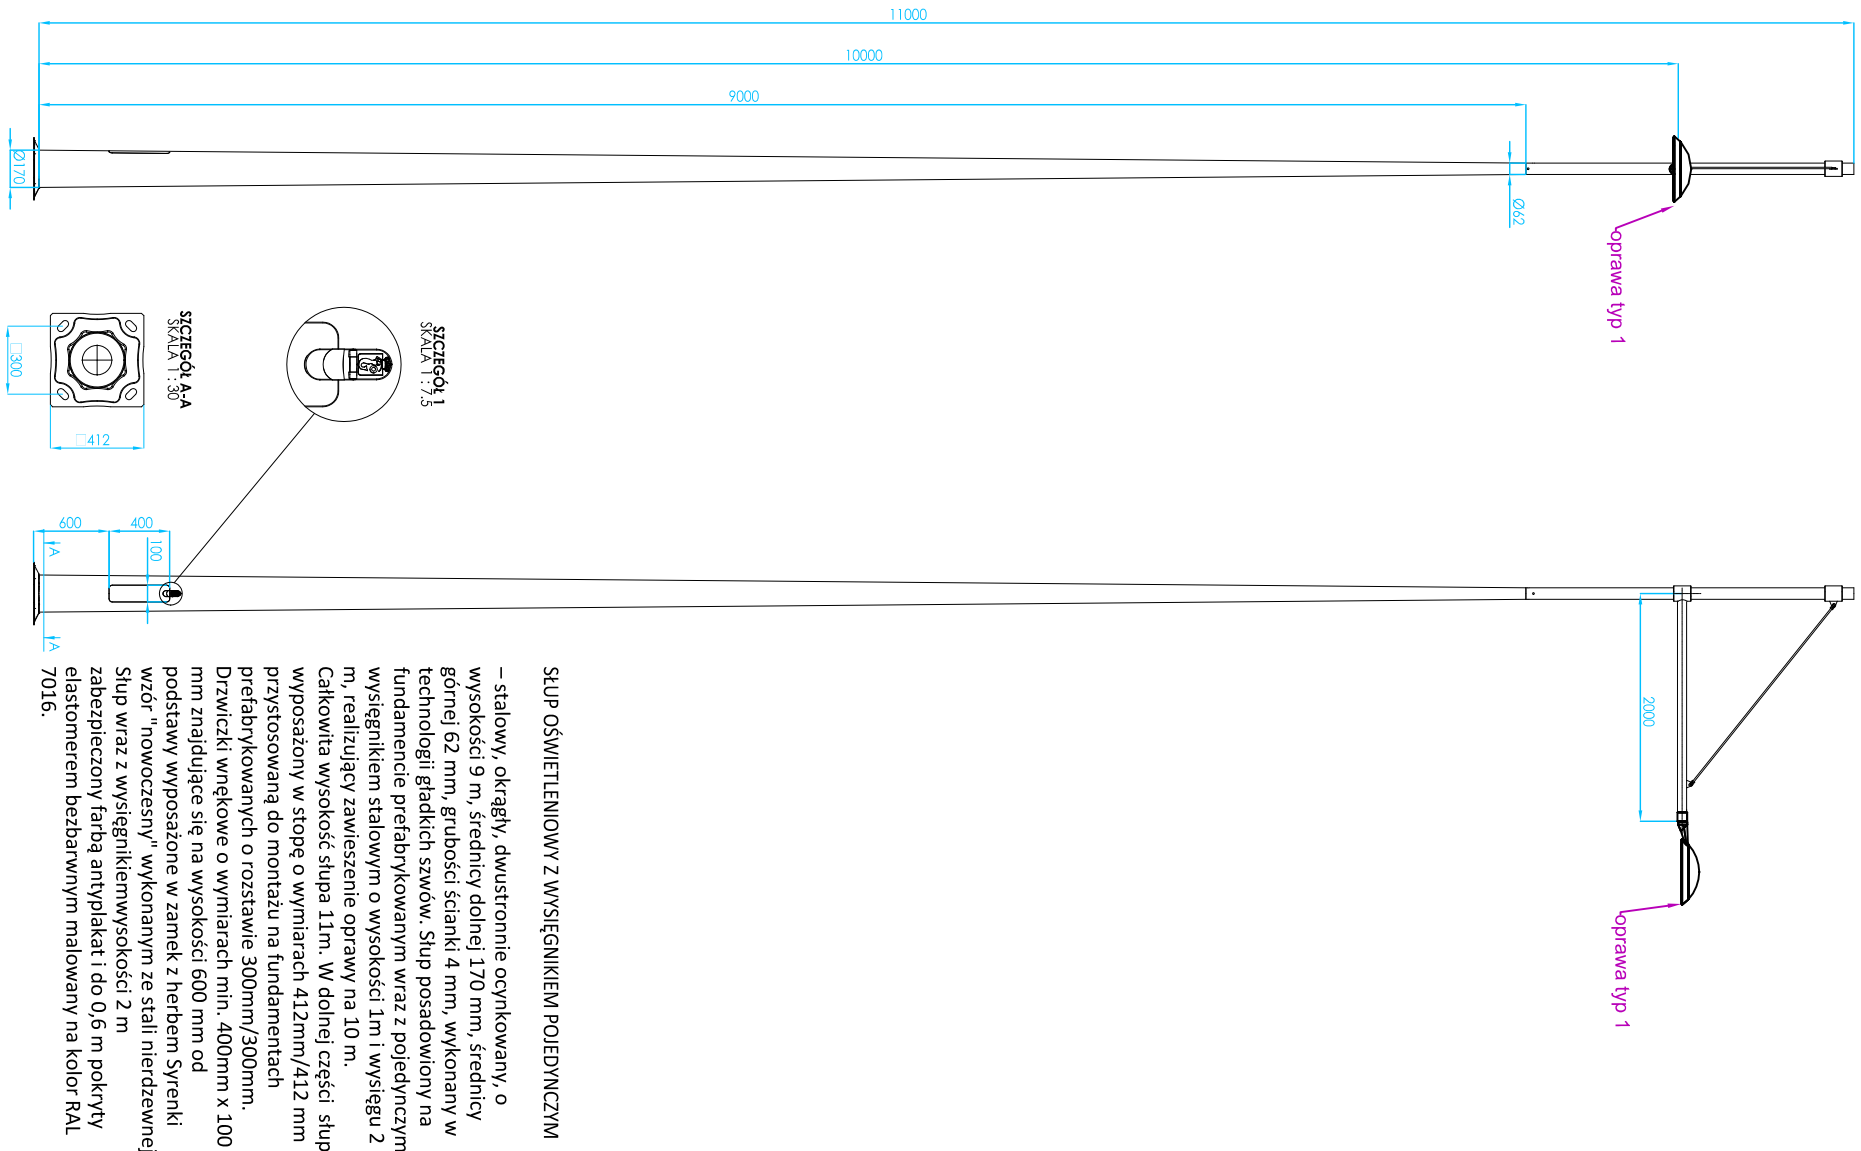 11000
10000
9000
Ø170
Ø62
oprawa typ 1
SZCZEGÓŁ A-A
SKALA 1 : 30
□300
□412
SZCZEGÓŁ 1
SKALA 1 : 7.5
600
400
100
A
A
2000
oprawa typ 1
SŁUP OŚWIETLENIOWY Z WYSIĘGNIKIEM POJEDYNCZYM
– stalowy, okrągły, dwustronnie ocynkowany, o
wysokości 9 m, średnicy dolnej 170 mm, średnicy
górnej 62 mm, grubości ścianki 4 mm, wykonany w
technologii gładkich szwów. Słup posadowiony na
fundamencie prefabrykowanym wraz z pojedynczym
wysięgnikiem stalowym o wysokości 1m i wysięgu 2
m, realizujący zawieszenie oprawy na 10 m.
Całkowita wysokość słupa 11m. W dolnej części słup
wyposażony w stopę o wymiarach 412mm/412 mm
przystosowaną do montażu na fundamentach
prefabrykowanych o rozstawie 300mm/300mm.
Drzwiczki wnękowe o wymiarach min. 400mm x 100
mm znajdujące się na wysokości 600 mm od
podstawy wyposażone w zamek z herbem Syrenki
wzór "nowoczesny" wykonanym ze stali nierdzewnej
Słup wraz z wysięgnikiemwysokości 2 m
zabezpieczony farbą antyplakat i do 0,6 m pokryty
elastomerem bezbarwnym malowany na kolor RAL
7016.